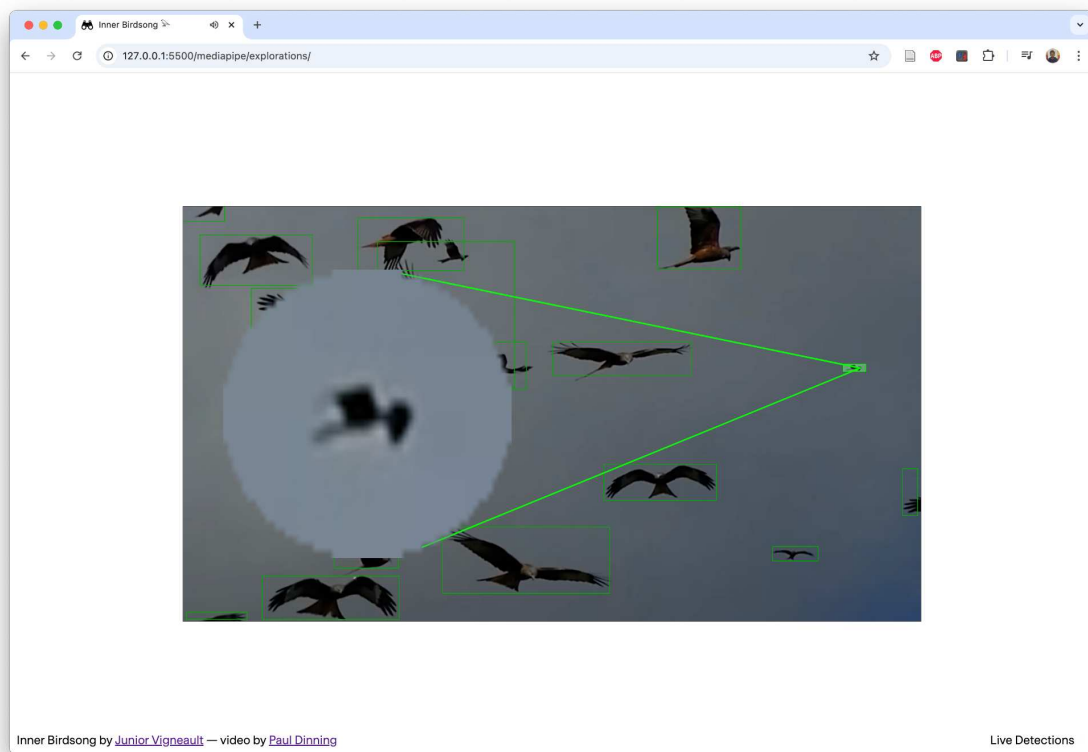 Inner Birdsong
127.0.0.1:5500/mediapipe/explorations/
ABP
Inner Birdsong by Junior Vigneault — video by Paul Dinning
Live Detections